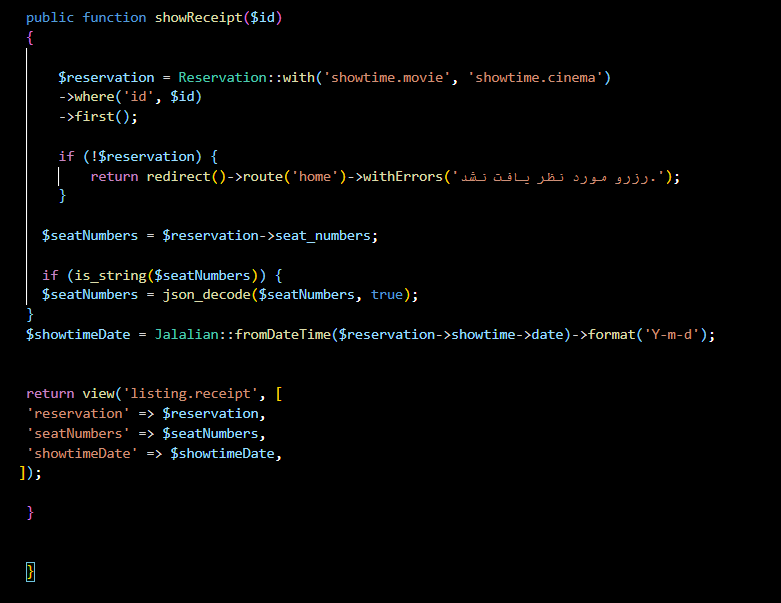 public function showReceipt($id)
{
$reservation = Reservation::with('showtime.movie', 'showtime.cinema')
->where('id', $id)
->first();
if (!$reservation) {
return redirect()->route('home')->withErrors('رزرو مورد نظر یافت نشد.');
}
$seatNumbers = $reservation->seat_numbers;
if (is_string($seatNumbers)) {
$seatNumbers = json_decode($seatNumbers, true);
}
$showtimeDate = Jalalian::fromDateTime($reservation->showtime->date)->format('Y-m-d');
return view('listing.receipt', [
'reservation' => $reservation,
'seatNumbers' => $seatNumbers,
'showtimeDate' => $showtimeDate,
]);
}
}